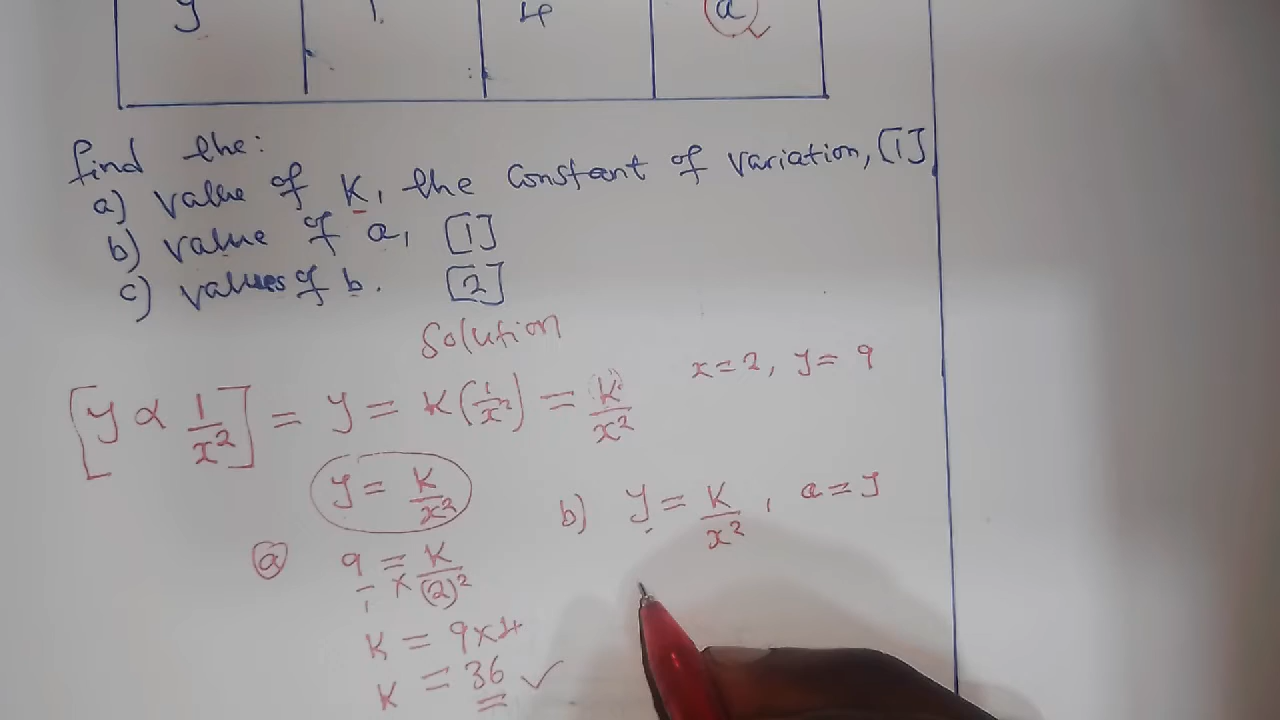 y 4 a
find the:
a) value of K, the constant of variation, [1]
b) value of a, [1]
c) values of b. [2]
Solution
x = 2, y = 9
[y ∝ 1/x²] = y = K(1/x²) = K/x²
y = K/x²
b) y = K/x², a = y
(a) 9/1 × = K/(2)²
K = 9×4
K = 36 ✓